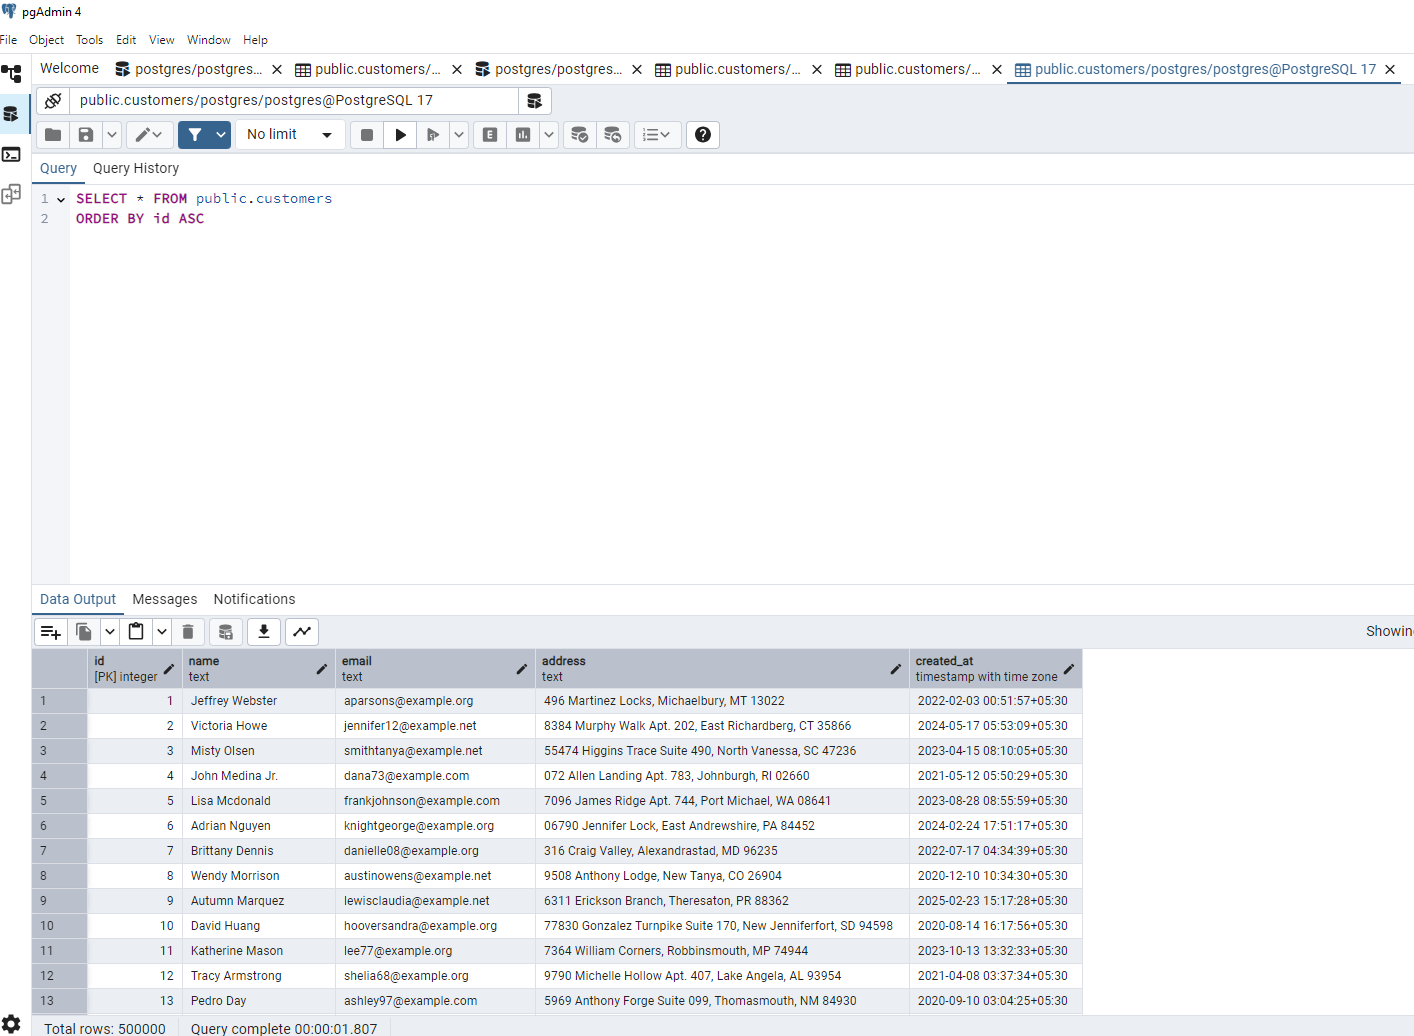 pgAdmin 4
File Object Tools Edit View Window Help
Welcome postgres/postgres... public.customers/... postgres/postgres... public.customers/... public.customers/... public.customers/postgres/postgres@PostgreSQL 17
public.customers/postgres/postgres@PostgreSQL 17
No limit E
Query Query History
1 SELECT * FROM public.customers
2 ORDER BY id ASC
Data Output Messages Notifications
Showing
id name email address created_at
[PK] integer text text text timestamp with time zone
1 1 Jeffrey Webster aparsons@example.org 496 Martinez Locks, Michaelbury, MT 13022 2022-02-03 00:51:57+05:30
2 2 Victoria Howe jennifer12@example.net 8384 Murphy Walk Apt. 202, East Richardberg, CT 35866 2024-05-17 05:53:09+05:30
3 3 Misty Olsen smithtanya@example.net 55474 Higgins Trace Suite 490, North Vanessa, SC 47236 2023-04-15 08:10:05+05:30
4 4 John Medina Jr. dana73@example.com 072 Allen Landing Apt. 783, Johnburgh, RI 02660 2021-05-12 05:50:29+05:30
5 5 Lisa Mcdonald frankjohnson@example.com 7096 James Ridge Apt. 744, Port Michael, WA 08641 2023-08-28 08:55:59+05:30
6 6 Adrian Nguyen knightgeorge@example.org 06790 Jennifer Lock, East Andrewshire, PA 84452 2024-02-24 17:51:17+05:30
7 7 Brittany Dennis danielle08@example.org 316 Craig Valley, Alexandrastad, MD 96235 2022-07-17 04:34:39+05:30
8 8 Wendy Morrison austinowens@example.net 9508 Anthony Lodge, New Tanya, CO 26904 2020-12-10 10:34:30+05:30
9 9 Autumn Marquez lewisclaudia@example.net 6311 Erickson Branch, Theresaton, PR 88362 2025-02-23 15:17:28+05:30
10 10 David Huang hooversandra@example.org 77830 Gonzalez Turnpike Suite 170, New Jenniferfort, SD 94598 2020-08-14 16:17:56+05:30
11 11 Katherine Mason lee77@example.org 7364 William Corners, Robbinsmouth, MP 74944 2023-10-13 13:32:33+05:30
12 12 Tracy Armstrong shelia68@example.org 9790 Michelle Hollow Apt. 407, Lake Angela, AL 93954 2021-04-08 03:37:34+05:30
13 13 Pedro Day ashley97@example.com 5969 Anthony Forge Suite 099, Thomasmouth, NM 84930 2020-09-10 03:04:25+05:30
Total rows: 500000 Query complete 00:00:01.807